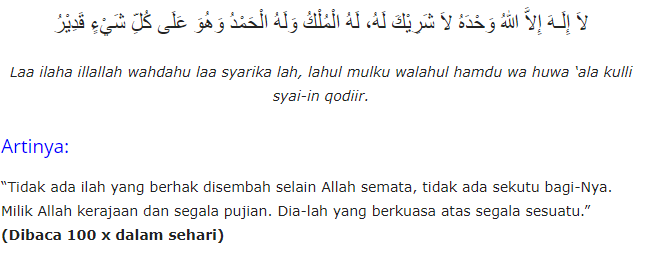 لاَ إِلَـهَ إِلاَّ اللهُ وَحْدَهُ لاَ شَرِيْكَ لَهُ، لَهُ الْمُلْكُ وَلَهُ الْحَمْدُ وَهُوَ عَلَى كُلِّ شَيْءٍ قَدِيْرُ
Laa ilaha illallah wahdahu laa syarika lah, lahul mulku walahul hamdu wa huwa ‘ala kulli
syai-in qodiir.
Artinya:
“Tidak ada ilah yang berhak disembah selain Allah semata, tidak ada sekutu bagi-Nya.
Milik Allah kerajaan dan segala pujian. Dia-lah yang berkuasa atas segala sesuatu.”
(Dibaca 100 x dalam sehari)